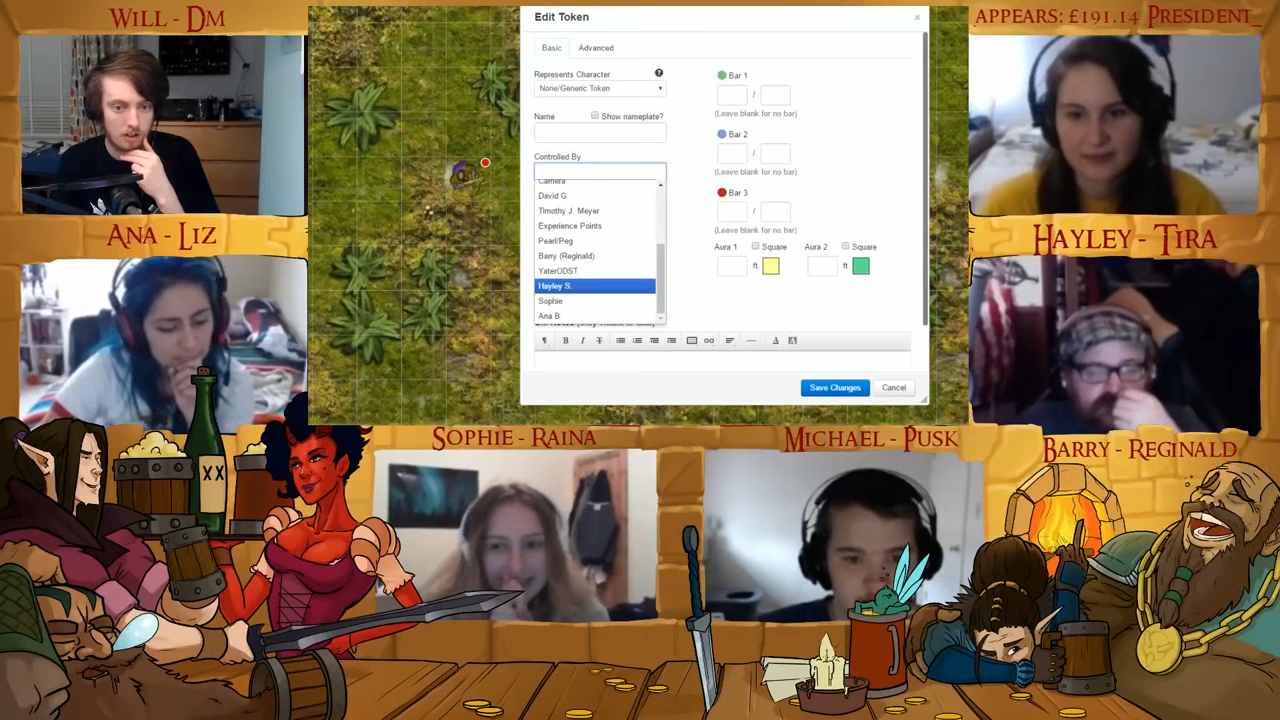 WILL - DM
APPEARS: £191.14 PRESIDENT_
Edit Token
×
Basic
Advanced
Represents Character
?
None/Generic Token
Name
Show nameplate?
Controlled By
Camera
David G.
Timothy J. Meyer
Experience Points
Pearl/Peg
Barry (Reginald)
YaterODST
Hayley S.
Sophie
Ana B.
Bar 1
/
(Leave blank for no bar)
Bar 2
/
(Leave blank for no bar)
Bar 3
/
(Leave blank for no bar)
Aura 1
Square
Aura 2
Square
ft.
ft.
B
I
T
A
A
Save Changes
Cancel
ANA - LIZ
HAYLEY - TIRA
SOPHIE - RAINA
MICHAEL - PUSK
BARRY - REGINALD
XX